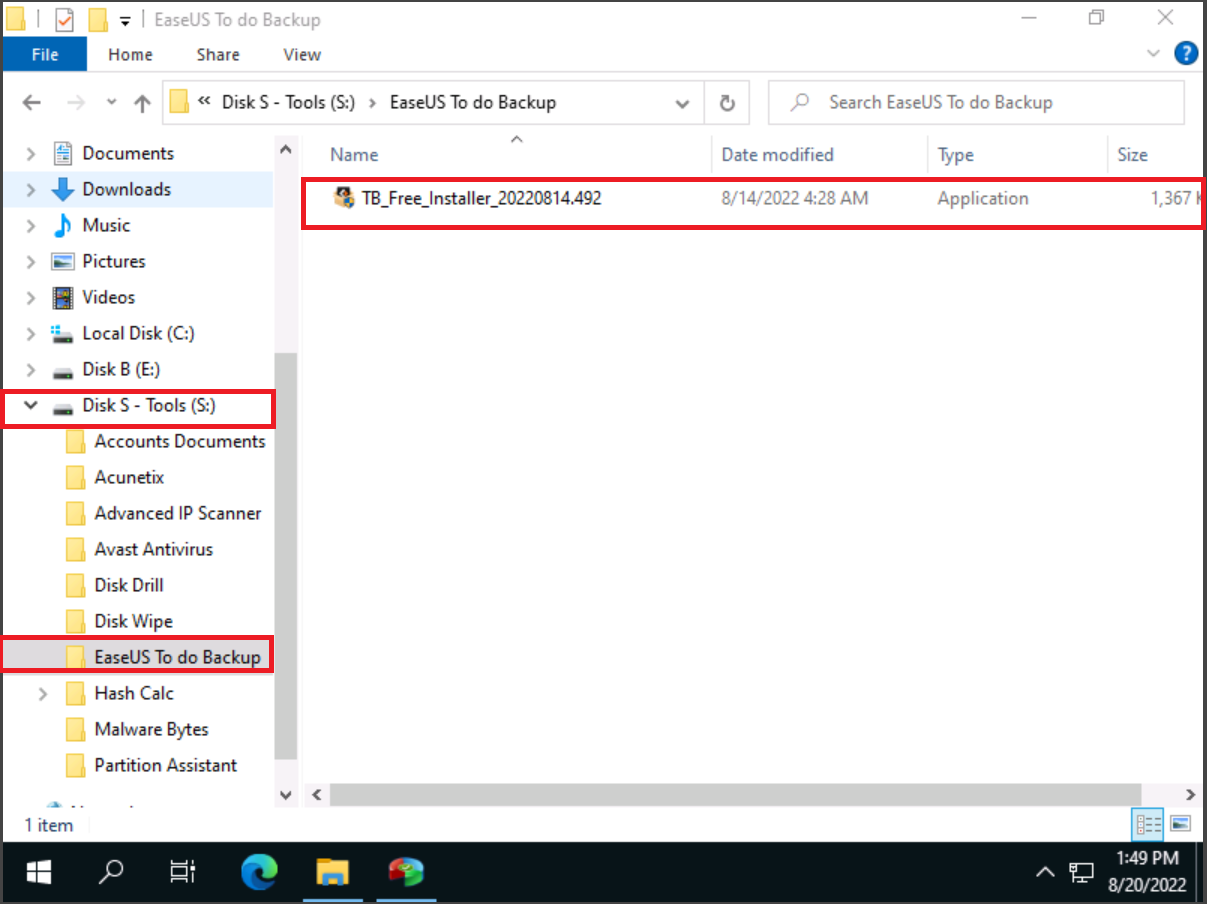 EaseUS To do Backup
File Home Share View
« Disk S - Tools (S:) > EaseUS To do Backup
Search EaseUS To do Backup
Name Date modified Type Size
TB_Free_Installer_20220814.492 8/14/2022 4:28 AM Application 1,367
Documents
Downloads
Music
Pictures
Videos
Local Disk (C:)
Disk B (E:)
Disk S - Tools (S:)
Accounts Documents
Acunetix
Advanced IP Scanner
Avast Antivirus
Disk Drill
Disk Wipe
EaseUS To do Backup
Hash Calc
Malware Bytes
Partition Assistant
1 item
1:49 PM
8/20/2022